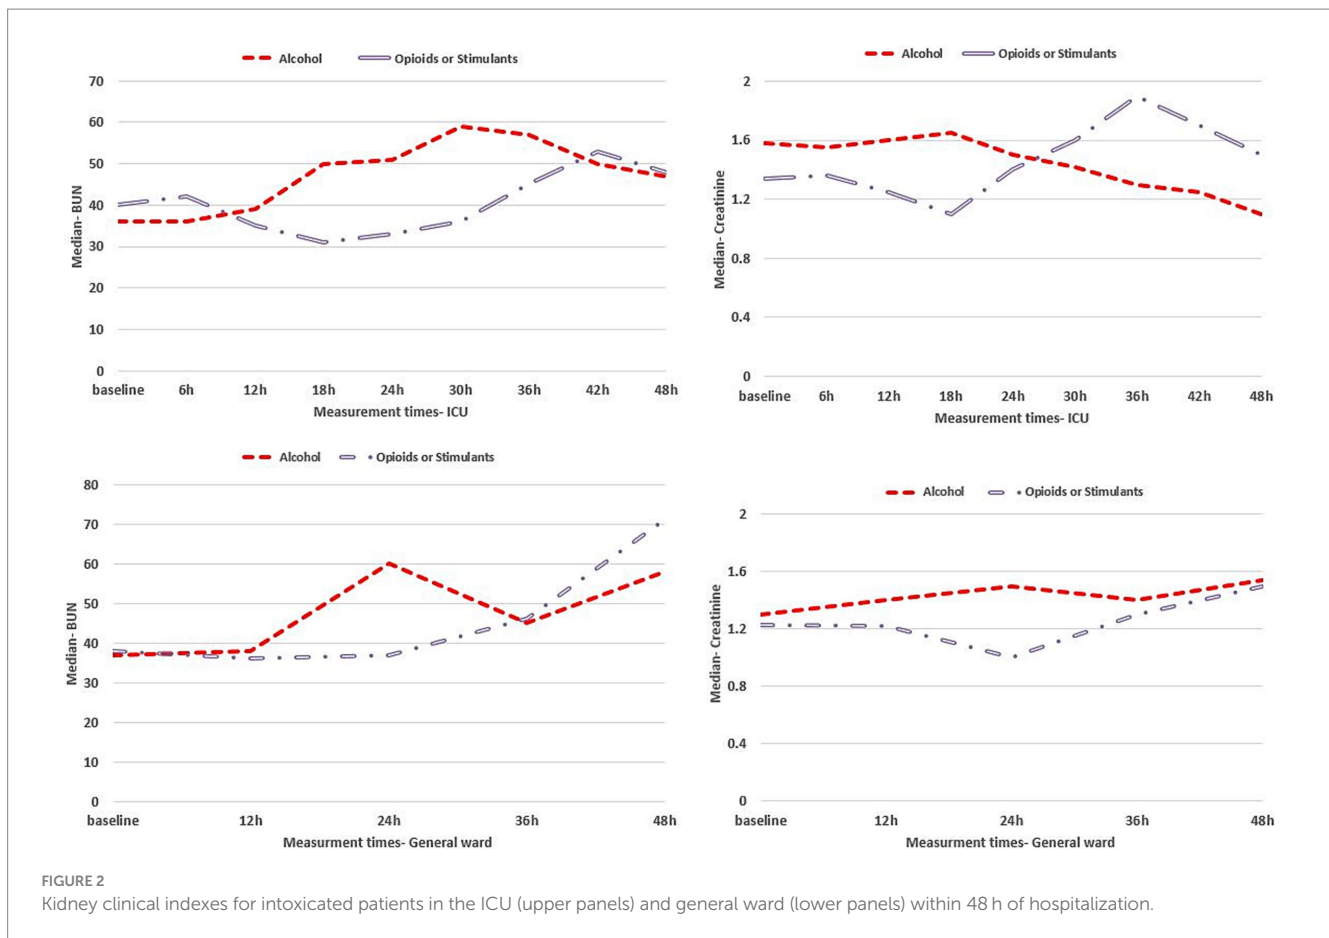 Alcohol Opioids or Stimulants
70
60
50
40
30
20
10
0
Median- BUN
baseline 6h 12h 18h 24h 30h 36h 42h 48h
Measurement times- ICU
Alcohol Opioids or Stimulants
2
1.6
1.2
0.8
0.4
0
Median- Creatinine
baseline 6h 12h 18h 24h 30h 36h 42h 48h
Measurement times- ICU
Alcohol Opioids or Stimulants
80
70
60
50
40
30
20
10
0
Median- BUN
baseline 12h 24h 36h 48h
Measurment times- General ward
Alcohol Opioids or Stimulants
2
1.6
1.2
0.8
0.4
0
Median- Creatinine
baseline 12h 24h 36h 48h
Measurement times- General ward
FIGURE 2
Kidney clinical indexes for intoxicated patients in the ICU (upper panels) and general ward (lower panels) within 48 h of hospitalization.